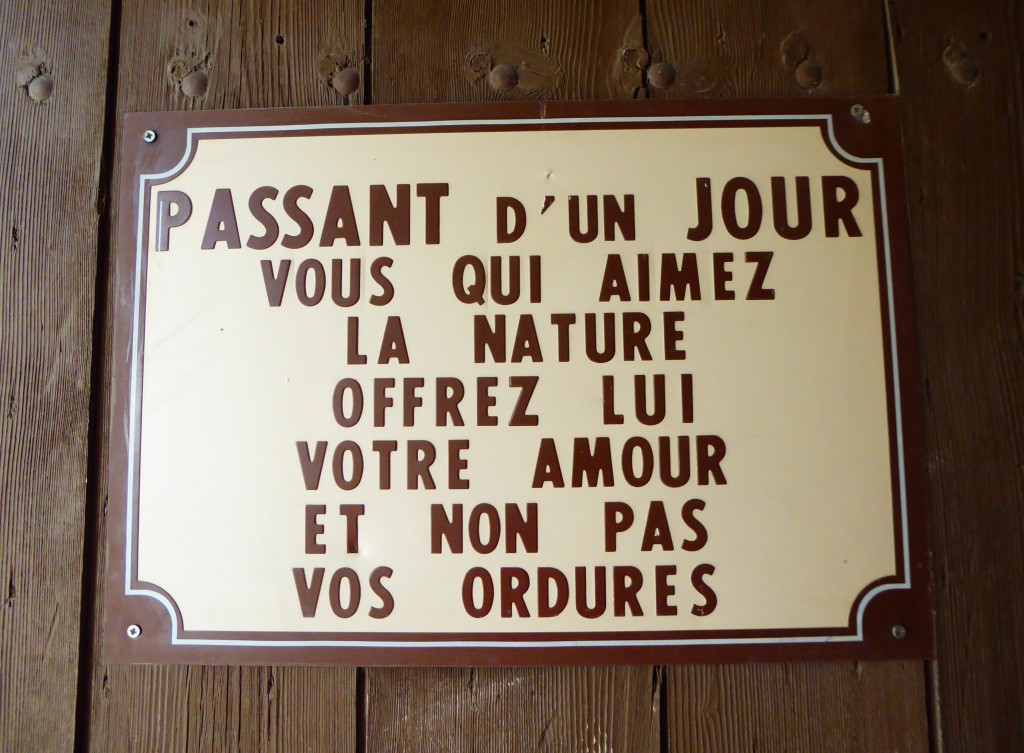 PASSANT D'UN JOUR
VOUS QUI AIMEZ
LA NATURE
OFFREZ LUI
VOTRE AMOUR
ET NON PAS
VOS ORDURES